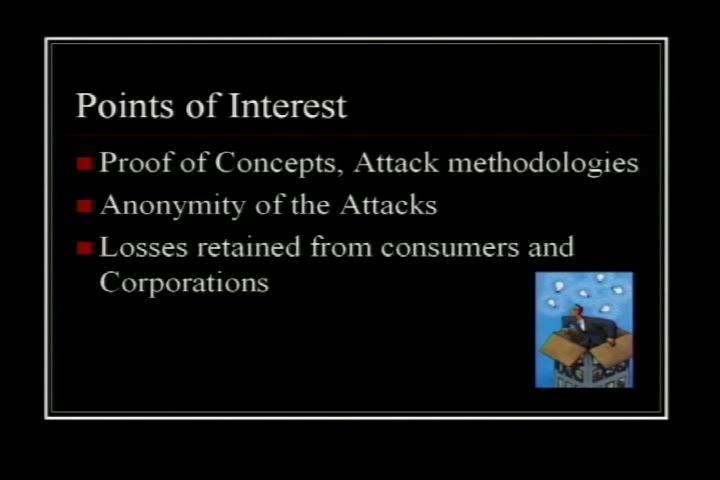 Points of Interest
Proof of Concepts, Attack methodologies
Anonymity of the Attacks
Losses retained from consumers and
Corporations